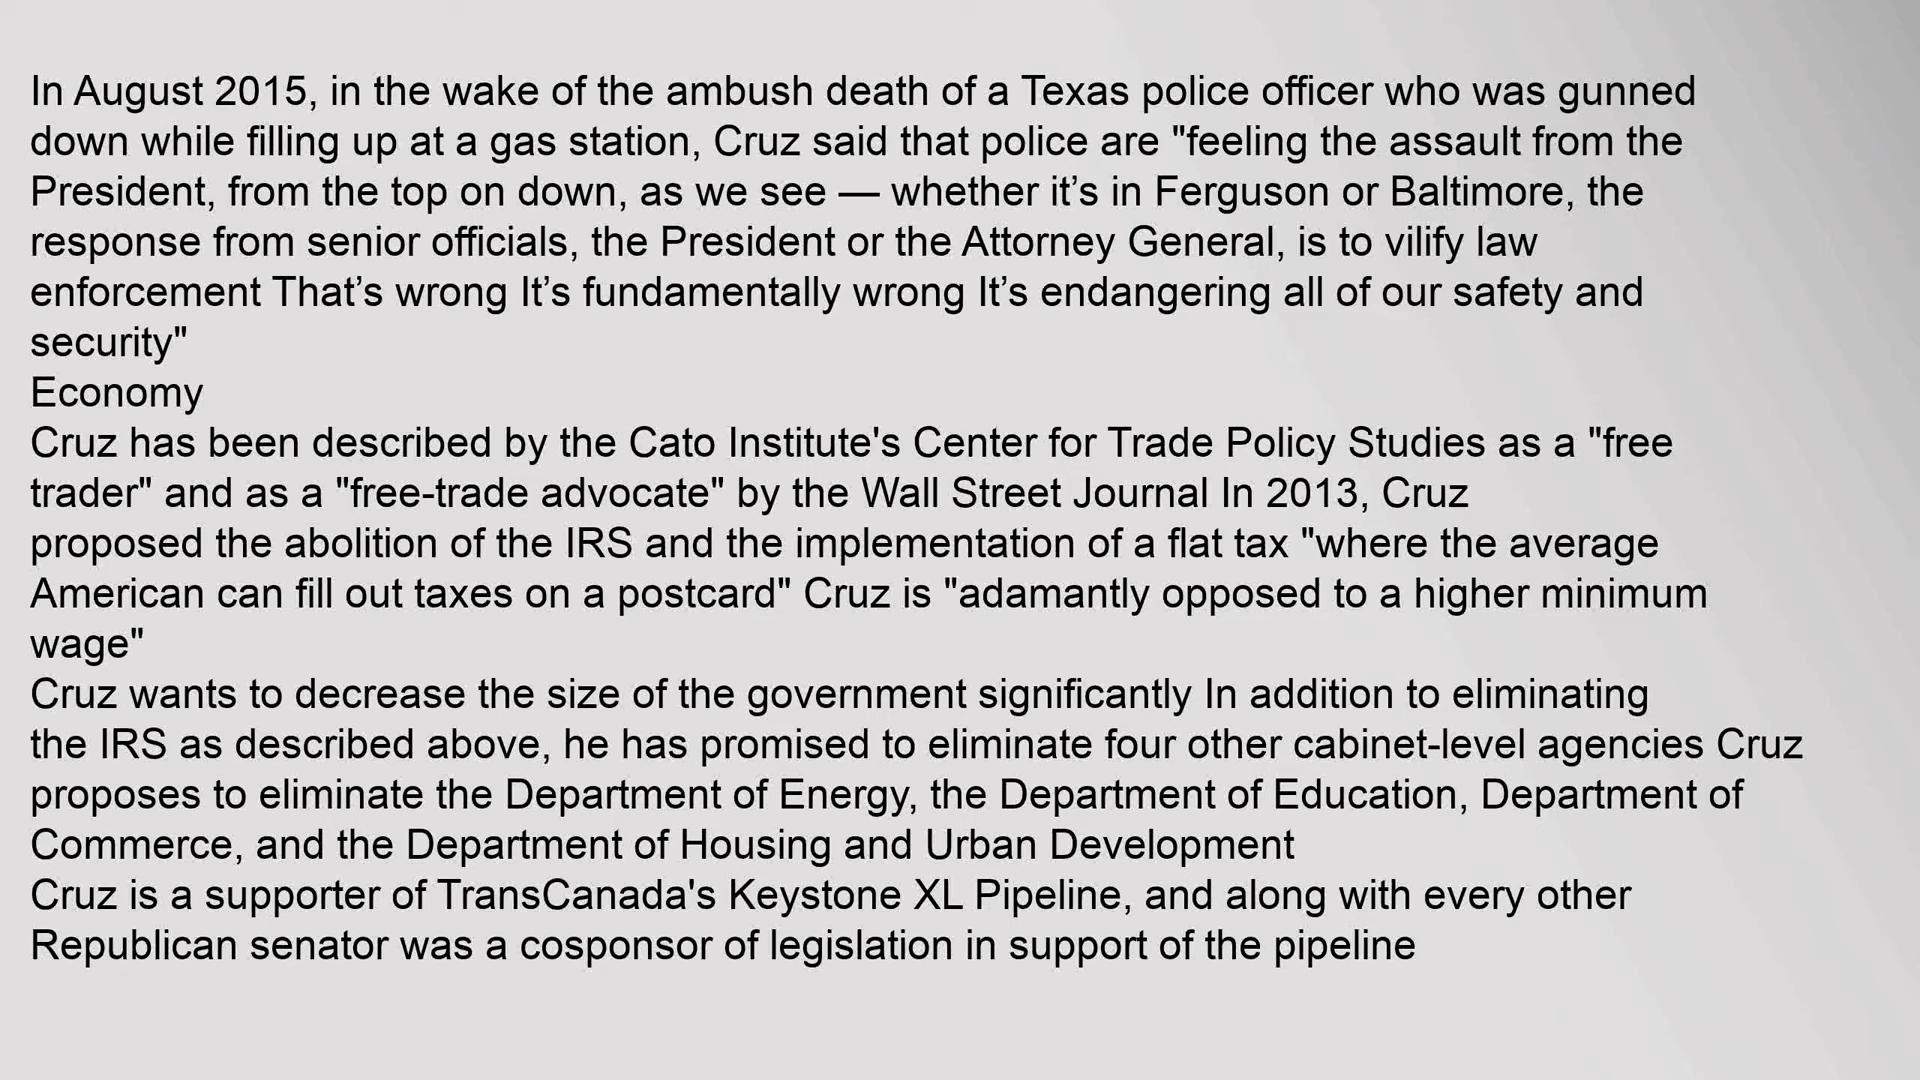 In August 2015, in the wake of the ambush death of a Texas police officer who was gunned
down while filling up at a gas station, Cruz said that police are "feeling the assault from the
President, from the top on down, as we see — whether it’s in Ferguson or Baltimore, the
response from senior officials, the President or the Attorney General, is to vilify law
enforcement That’s wrong It’s fundamentally wrong It’s endangering all of our safety and
security"
Economy
Cruz has been described by the Cato Institute's Center for Trade Policy Studies as a "free
trader" and as a "free-trade advocate" by the Wall Street Journal In 2013, Cruz
proposed the abolition of the IRS and the implementation of a flat tax "where the average
American can fill out taxes on a postcard" Cruz is "adamantly opposed to a higher minimum
wage"
Cruz wants to decrease the size of the government significantly In addition to eliminating
the IRS as described above, he has promised to eliminate four other cabinet-level agencies Cruz
proposes to eliminate the Department of Energy, the Department of Education, Department of
Commerce, and the Department of Housing and Urban Development
Cruz is a supporter of TransCanada's Keystone XL Pipeline, and along with every other
Republican senator was a cosponsor of legislation in support of the pipeline